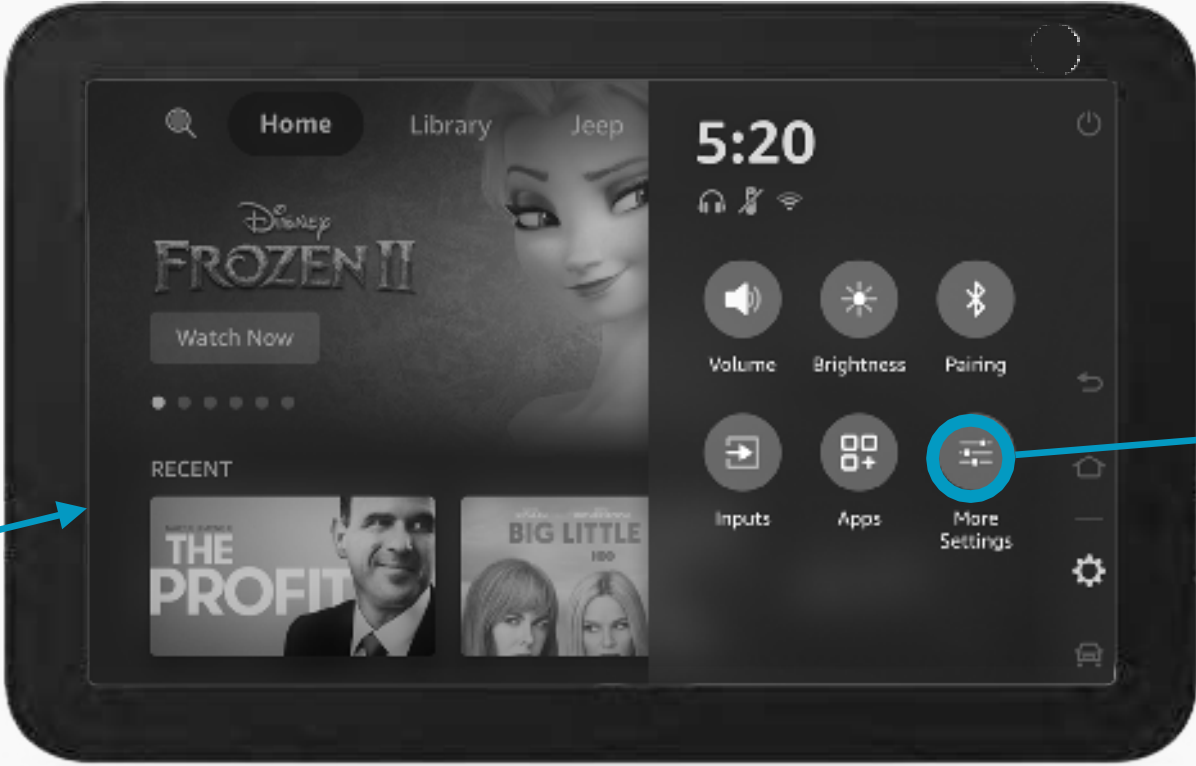 Home Library Jeep
5:20
Disney
FROZEN II
Watch Now
Volume Brightness Pairing
RECENT
Inputs Apps More
Settings
THE
PROFIT
BIG LITTLE
HBO